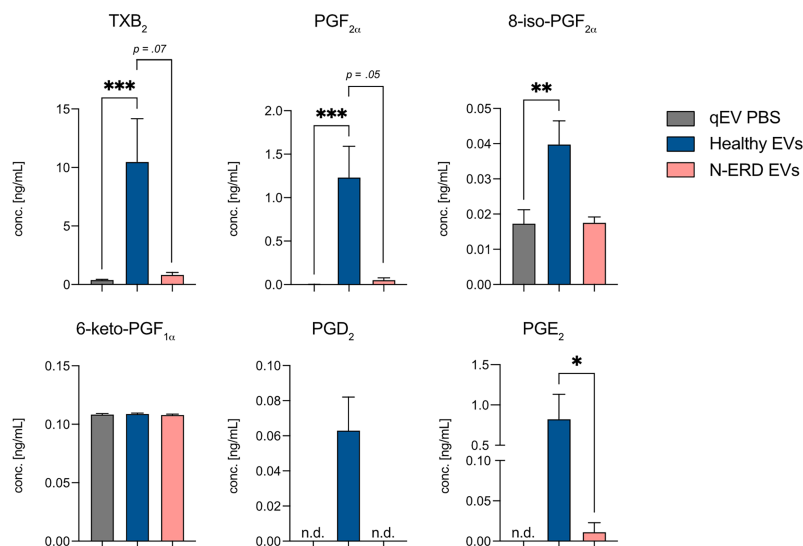 TXB2
p = .07
***
15
10
5
0
conc. [ng/mL]
PGF2α
p = .05
***
2.0
1.5
1.0
0.5
0.0
conc. [ng/mL]
8-iso-PGF2α
**
0.05
0.04
0.03
0.02
0.01
0.00
conc. [ng/mL]
qEV PBS
Healthy EVs
N-ERD EVs
6-keto-PGF1α
0.15
0.10
0.05
0.00
conc. [ng/mL]
PGD2
0.10
0.08
0.06
0.04
0.02
0.00
conc. [ng/mL]
n.d.
n.d.
PGE2
*
1.5
1.0
0.5
0.10
0.05
0.00
conc. [ng/mL]
n.d.